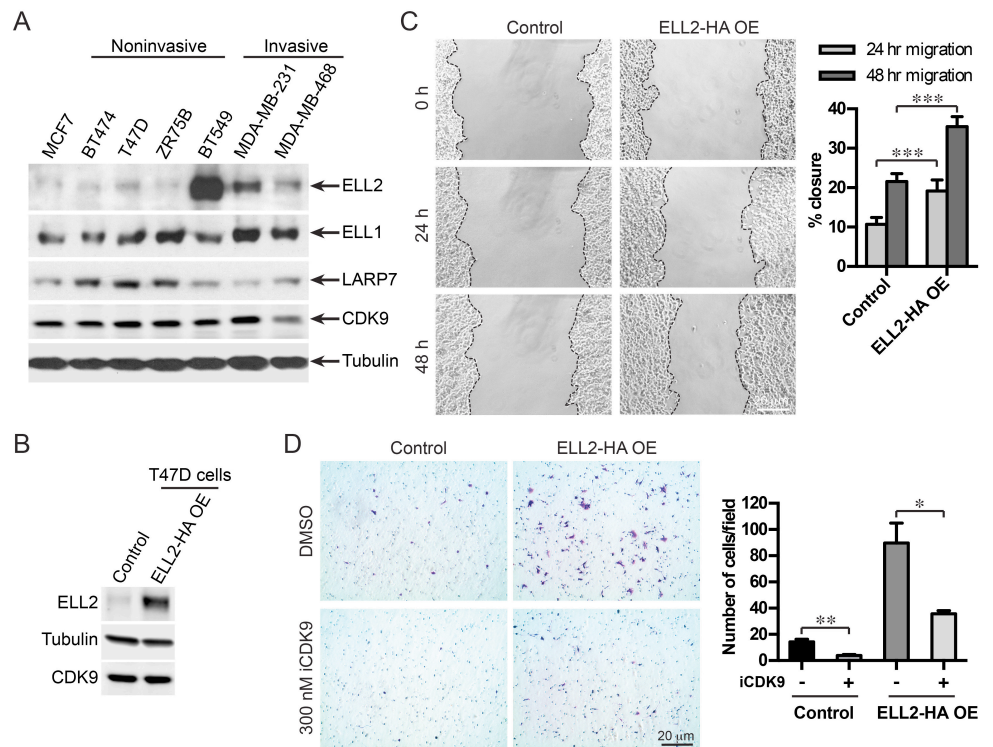 A
Noninvasive
Invasive
MCF7
BT474
T47D
ZR75B
BT549
MDA-MB-231
MDA-MB-468
ELL2
ELL1
LARP7
CDK9
Tubulin
B
T47D cells
Control
ELL2-HA OE
ELL2
Tubulin
CDK9
C
Control
ELL2-HA OE
0 h
24 h
48 h
24 hr migration
48 hr migration
% closure
40
30
20
10
0
***
***
Control
ELL2-HA OE
D
Control
ELL2-HA OE
DMSO
300 nM iCDK9
20 µm
Number of cells/field
120
100
80
60
40
20
0
**
*
iCDK9 - + - +
Control
ELL2-HA OE